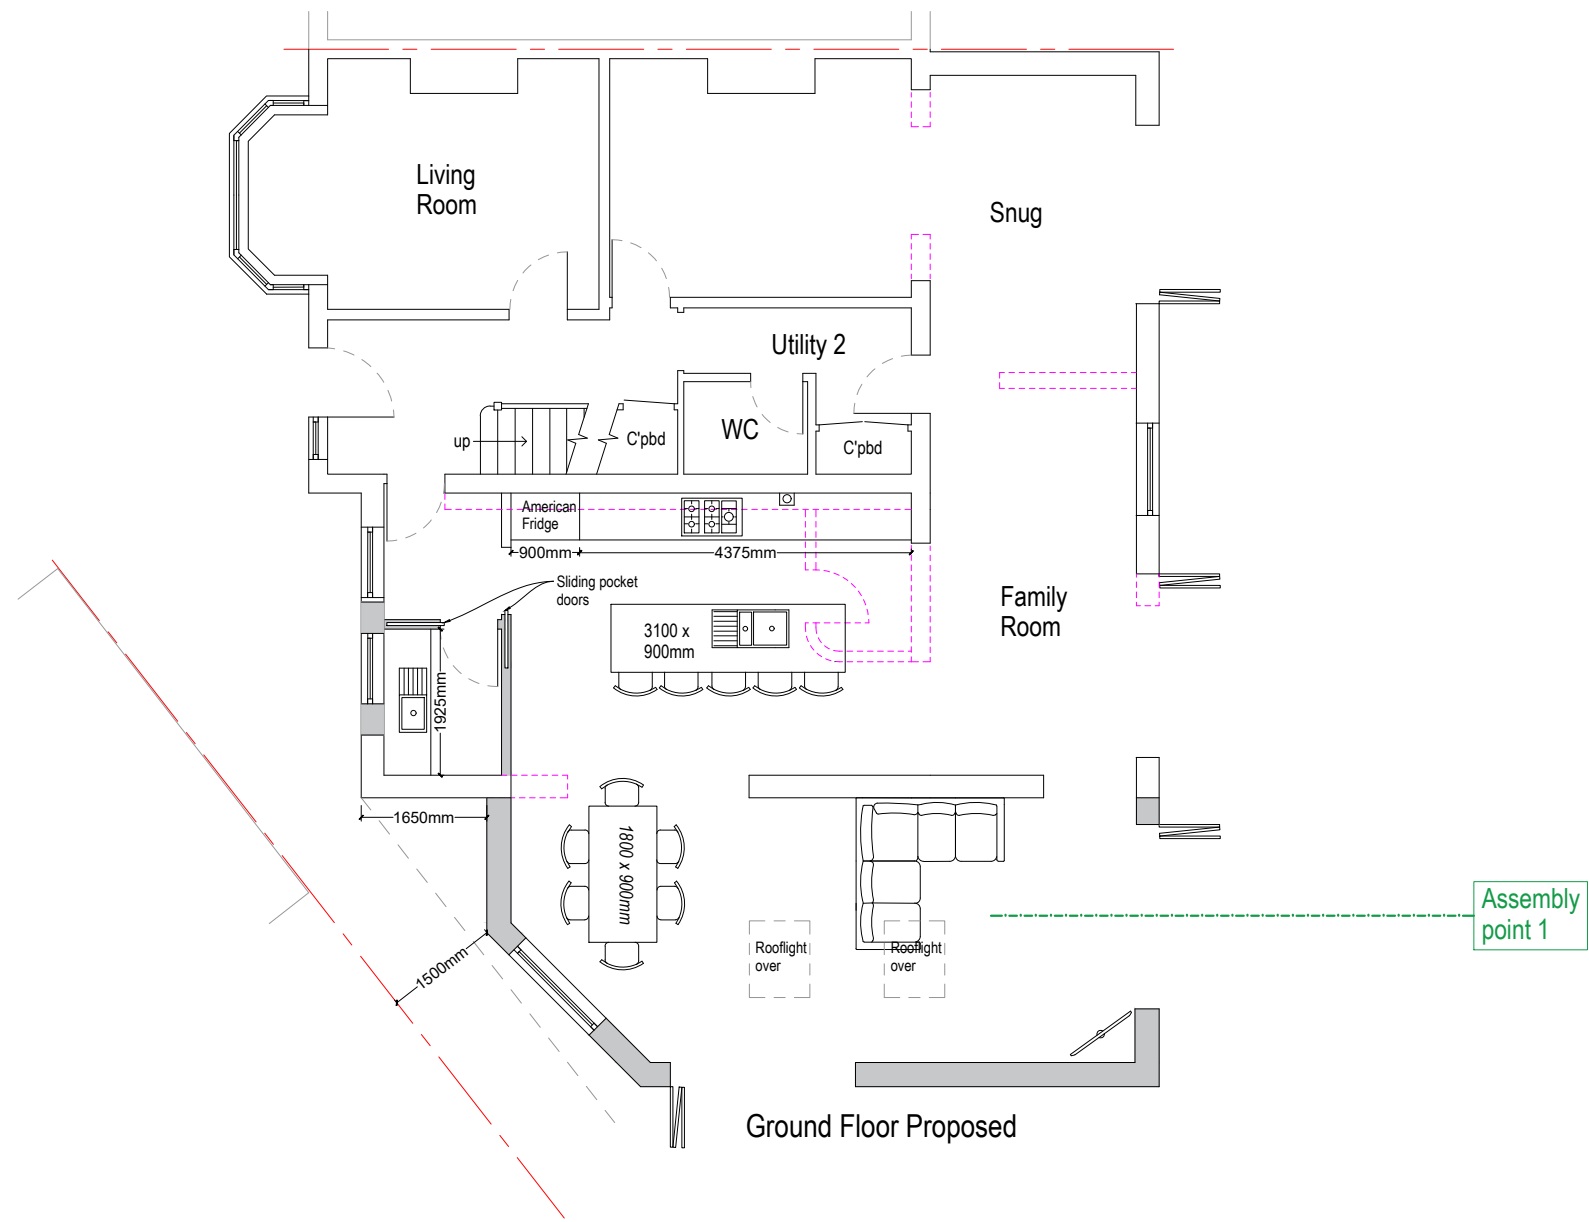 Living
Room
Snug
Utility 2
up
C'pbd
WC
C'pbd
American
Fridge
900mm
4375mm
Sliding pocket
doors
3100 x
900mm
Family
Room
1925mm
1650mm
1800 x 900mm
1500mm
Rooflight
over
Rooflight
over
Assembly
point 1
Ground Floor Proposed